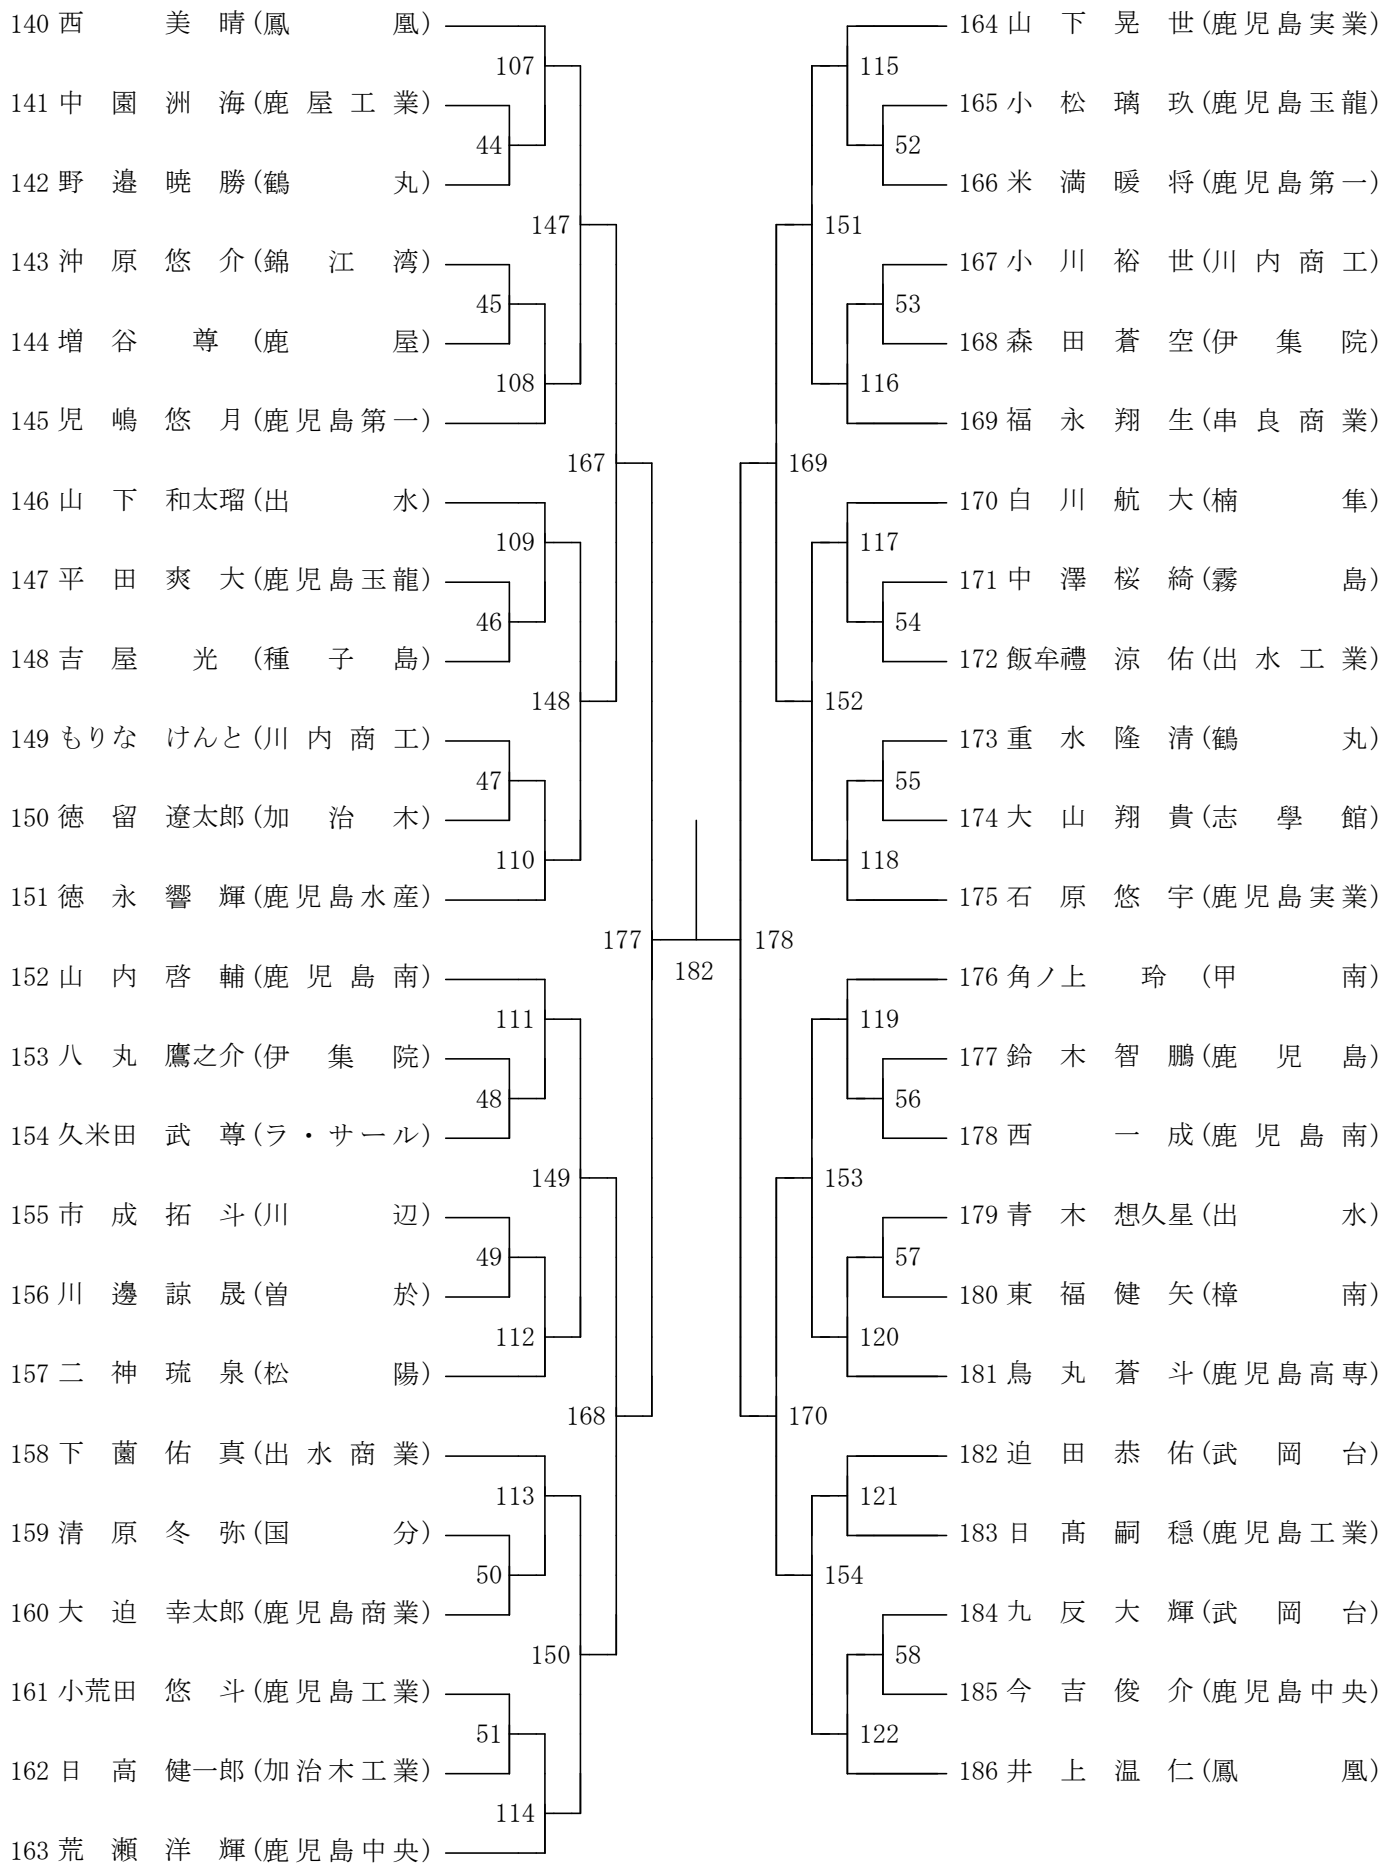 140 西 美 晴 (鳳 凰)
107
141 中 園 洲 海 (鹿 屋 工 業)
44
142 野 邉 暁 勝 (鶴 丸)
147
143 沖 原 悠 介 (錦 江 湾)
45
144 増 谷 尊 (鹿 屋)
108
145 児 嶋 悠 月 (鹿児島第一)
167
146 山 下 和太瑠 (出 水)
109
147 平 田 爽 大 (鹿児島玉龍)
46
148 吉 屋 光 (種 子 島)
148
149 もりな けんと (川 内 商 工)
47
150 徳 留 遼太郎 (加 治 木)
110
151 徳 永 響 輝 (鹿児島水産)
177
152 山 内 啓 輔 (鹿 児 島 南)
111
153 八 丸 鷹之介 (伊 集 院)
48
154 久米田 武 尊 (ラ・サール)
149
155 市 成 拓 斗 (川 辺)
49
156 川 邊 諒 晟 (曽 於)
112
157 二 神 琉 泉 (松 陽)
168
158 下 薗 佑 真 (出 水 商 業)
113
159 清 原 冬 弥 (国 分)
50
160 大 迫 幸太郎 (鹿児島商業)
150
161 小荒田 悠 斗 (鹿児島工業)
51
162 日 高 健一郎 (加治木工業)
114
163 荒 瀬 洋 輝 (鹿児島中央)
182
164 山 下 晃 世 (鹿児島実業)
115
165 小 松 璃 玖 (鹿児島玉龍)
52
166 米 満 暖 将 (鹿児島第一)
151
167 小 川 裕 世 (川 内 商 工)
53
168 森 田 蒼 空 (伊 集 院)
116
169 福 永 翔 生 (串 良 商 業)
169
170 白 川 航 大 (楠 隼)
117
171 中 澤 桜 綺 (霧 島)
54
172 飯牟禮 涼 佑 (出 水 工 業)
152
173 重 水 隆 清 (鶴 丸)
55
174 大 山 翔 貴 (志 學 館)
118
175 石 原 悠 宇 (鹿児島実業)
178
176 角ノ上 玲 (甲 南)
119
177 鈴 木 智 鵬 (鹿 児 島)
56
178 西 一 成 (鹿 児 島 南)
153
179 青 木 想久星 (出 水)
57
180 東 福 健 矢 (樟 南)
120
181 鳥 丸 蒼 斗 (鹿児島高専)
170
182 迫 田 恭 佑 (武 岡 台)
121
183 日 髙 嗣 穏 (鹿児島工業)
154
184 九 反 大 輝 (武 岡 台)
58
185 今 吉 俊 介 (鹿児島中央)
122
186 井 上 温 仁 (鳳 凰)